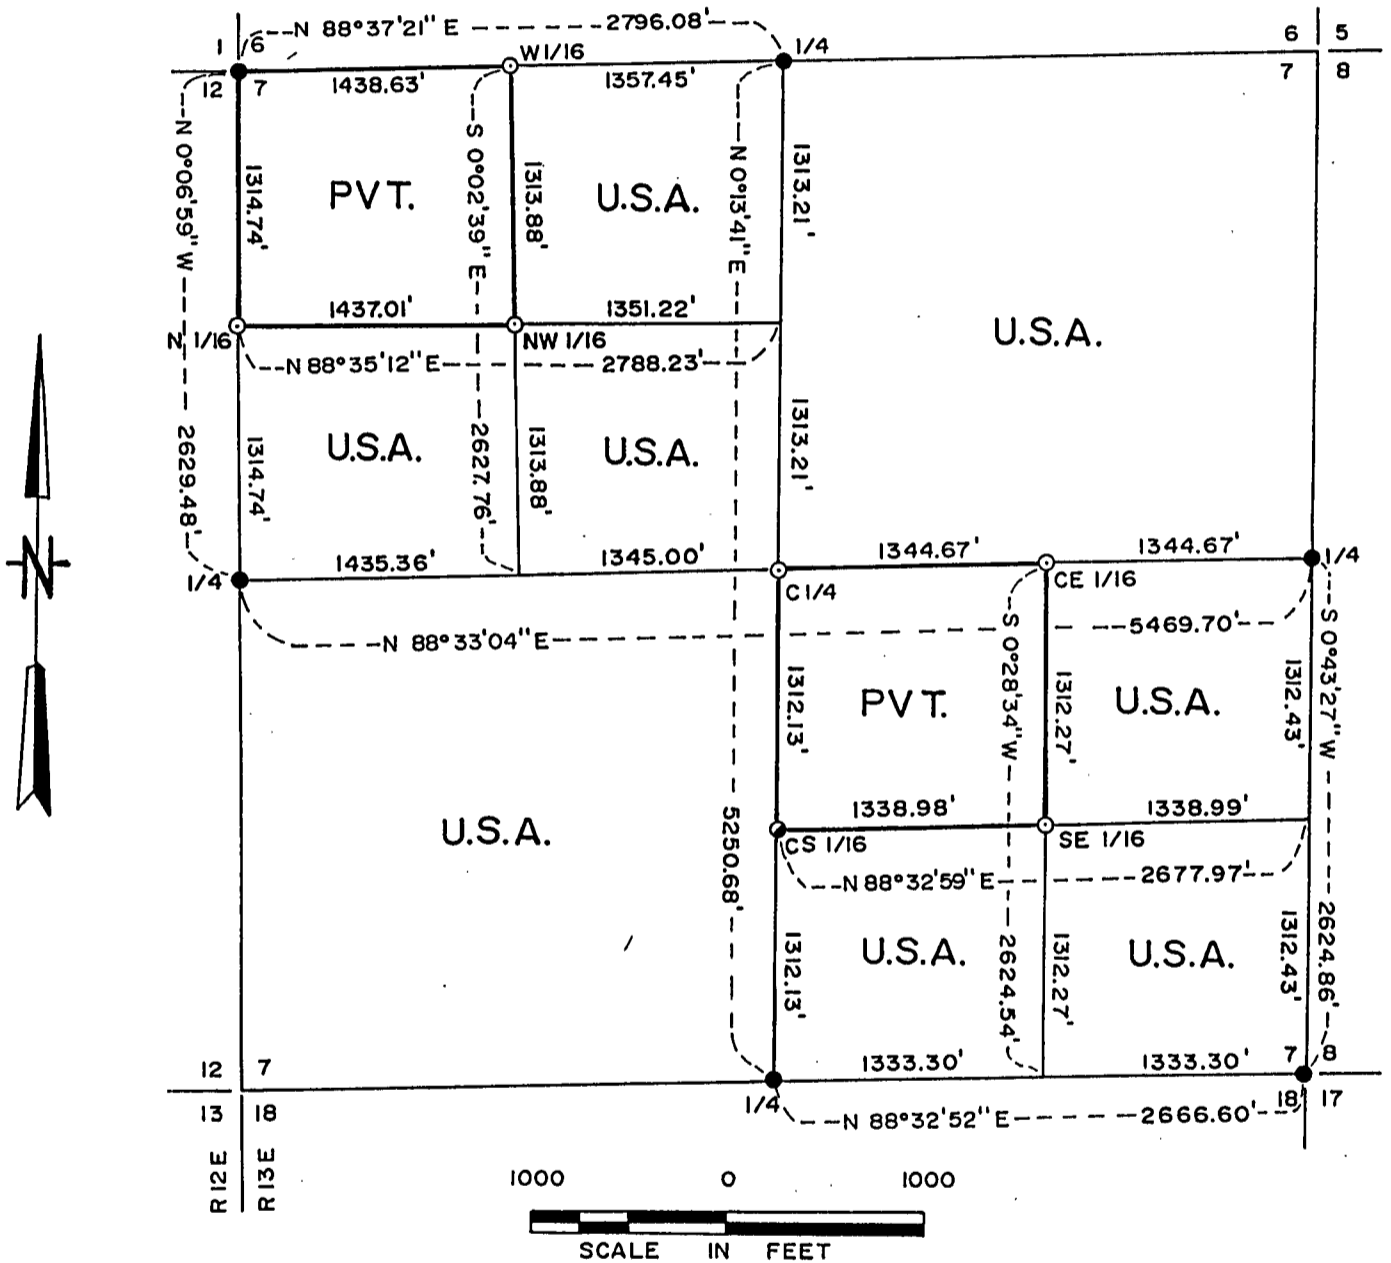 N 88°37'21" E 2796.08'
1 6 1/4 6 5
W1/16
12 7 1438.63' 1357.45' 7 8
N 0°06'59" W 2629.48'
1314.74'
PVT.
S 0°02'39" E 2627.76'
1313.88'
U.S.A.
N 0°13'41" E 5250.68'
1313.21'
1437.01' 1351.22'
N 1/16 NW 1/16
U.S.A.
N 88°35'12" E 2788.23'
1314.74'
U.S.A.
1313.88'
U.S.A.
1313.21'
N
1435.36' 1345.00' 1344.67' 1344.67'
1/4 C 1/4 CE 1/16 1/4
N 88°33'04" E 5469.70'
1312.13'
PVT.
S 0°28'34" W 2624.54'
1312.27'
U.S.A.
1312.43'
S 0°43'27" W 2624.86'
U.S.A.
1338.98' 1338.99'
CS 1/16 SE 1/16
N 88°32'59" E 2677.97'
1312.13'
U.S.A.
1312.27'
U.S.A.
1312.43'
12 7 1333.30' 1333.30' 7 8
13 18 1/4 18 17
N 88°32'52" E 2666.60'
R12E R13E
1000 0 1000
SCALE IN FEET